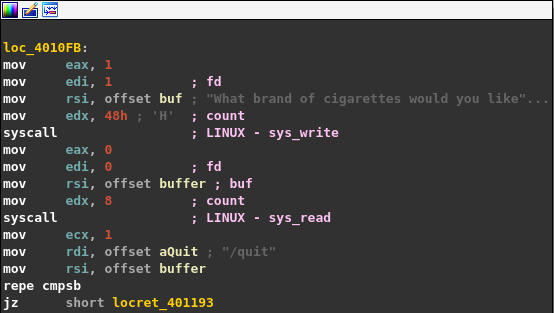 loc_4010FB:
mov eax, 1
mov edi, 1 ; fd
mov rsi, offset buf ; "What brand of cigarettes would you like"...
mov edx, 48h ; 'H' ; count
syscall ; LINUX - sys_write
mov eax, 0
mov edi, 0 ; fd
mov rsi, offset buffer ; buf
mov edx, 8 ; count
syscall ; LINUX - sys_read
mov ecx, 1
mov rdi, offset aQuit ; "/quit"
mov rsi, offset buffer
repe cmpsb
jz short locret_401193